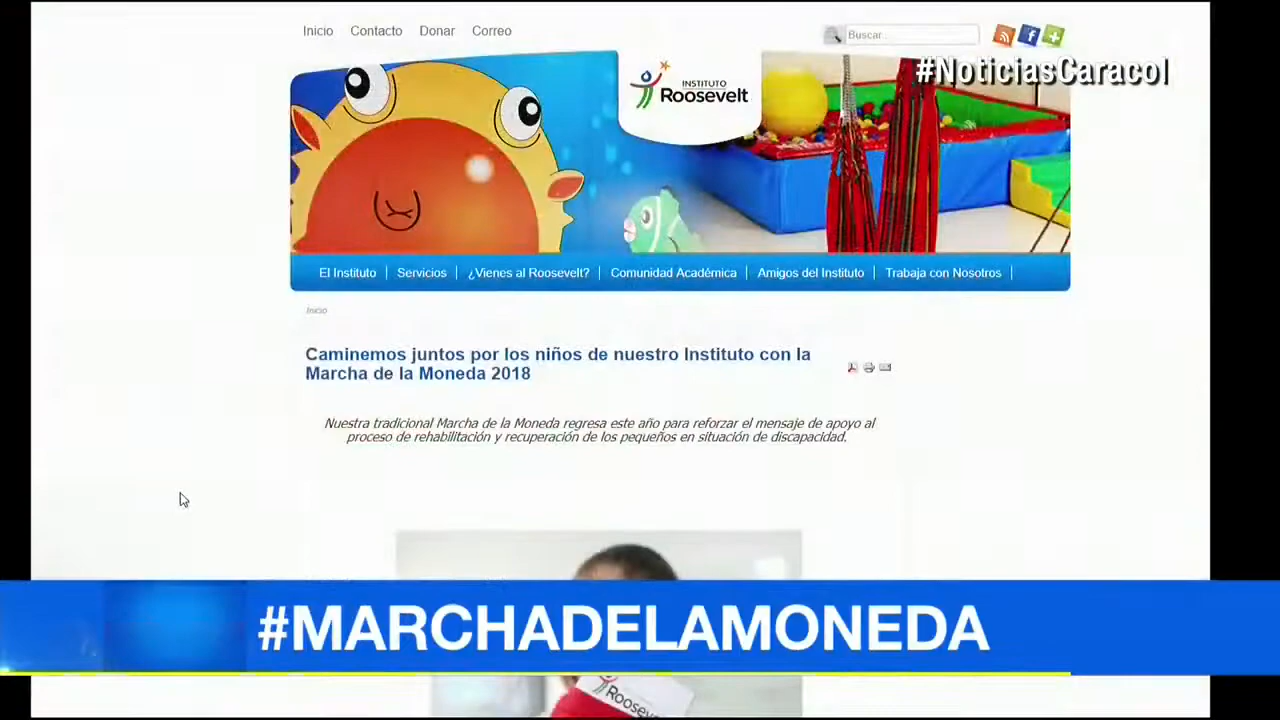 Inicio Contacto Donar Correo
Buscar...
#NoticiasCaracol
INSTITUTO
Roosevelt
El Instituto Servicios ¿Vienes al Roosevelt? Comunidad Académica Amigos del Instituto Trabaja con Nosotros
Inicio
Caminemos juntos por los niños de nuestro Instituto con la
Marcha de la Moneda 2018
Nuestra tradicional Marcha de la Moneda regresa este año para reforzar el mensaje de apoyo al
proceso de rehabilitación y recuperación de los pequeños en situación de discapacidad.
#MARCHADELAMONEDA
Roosevelt